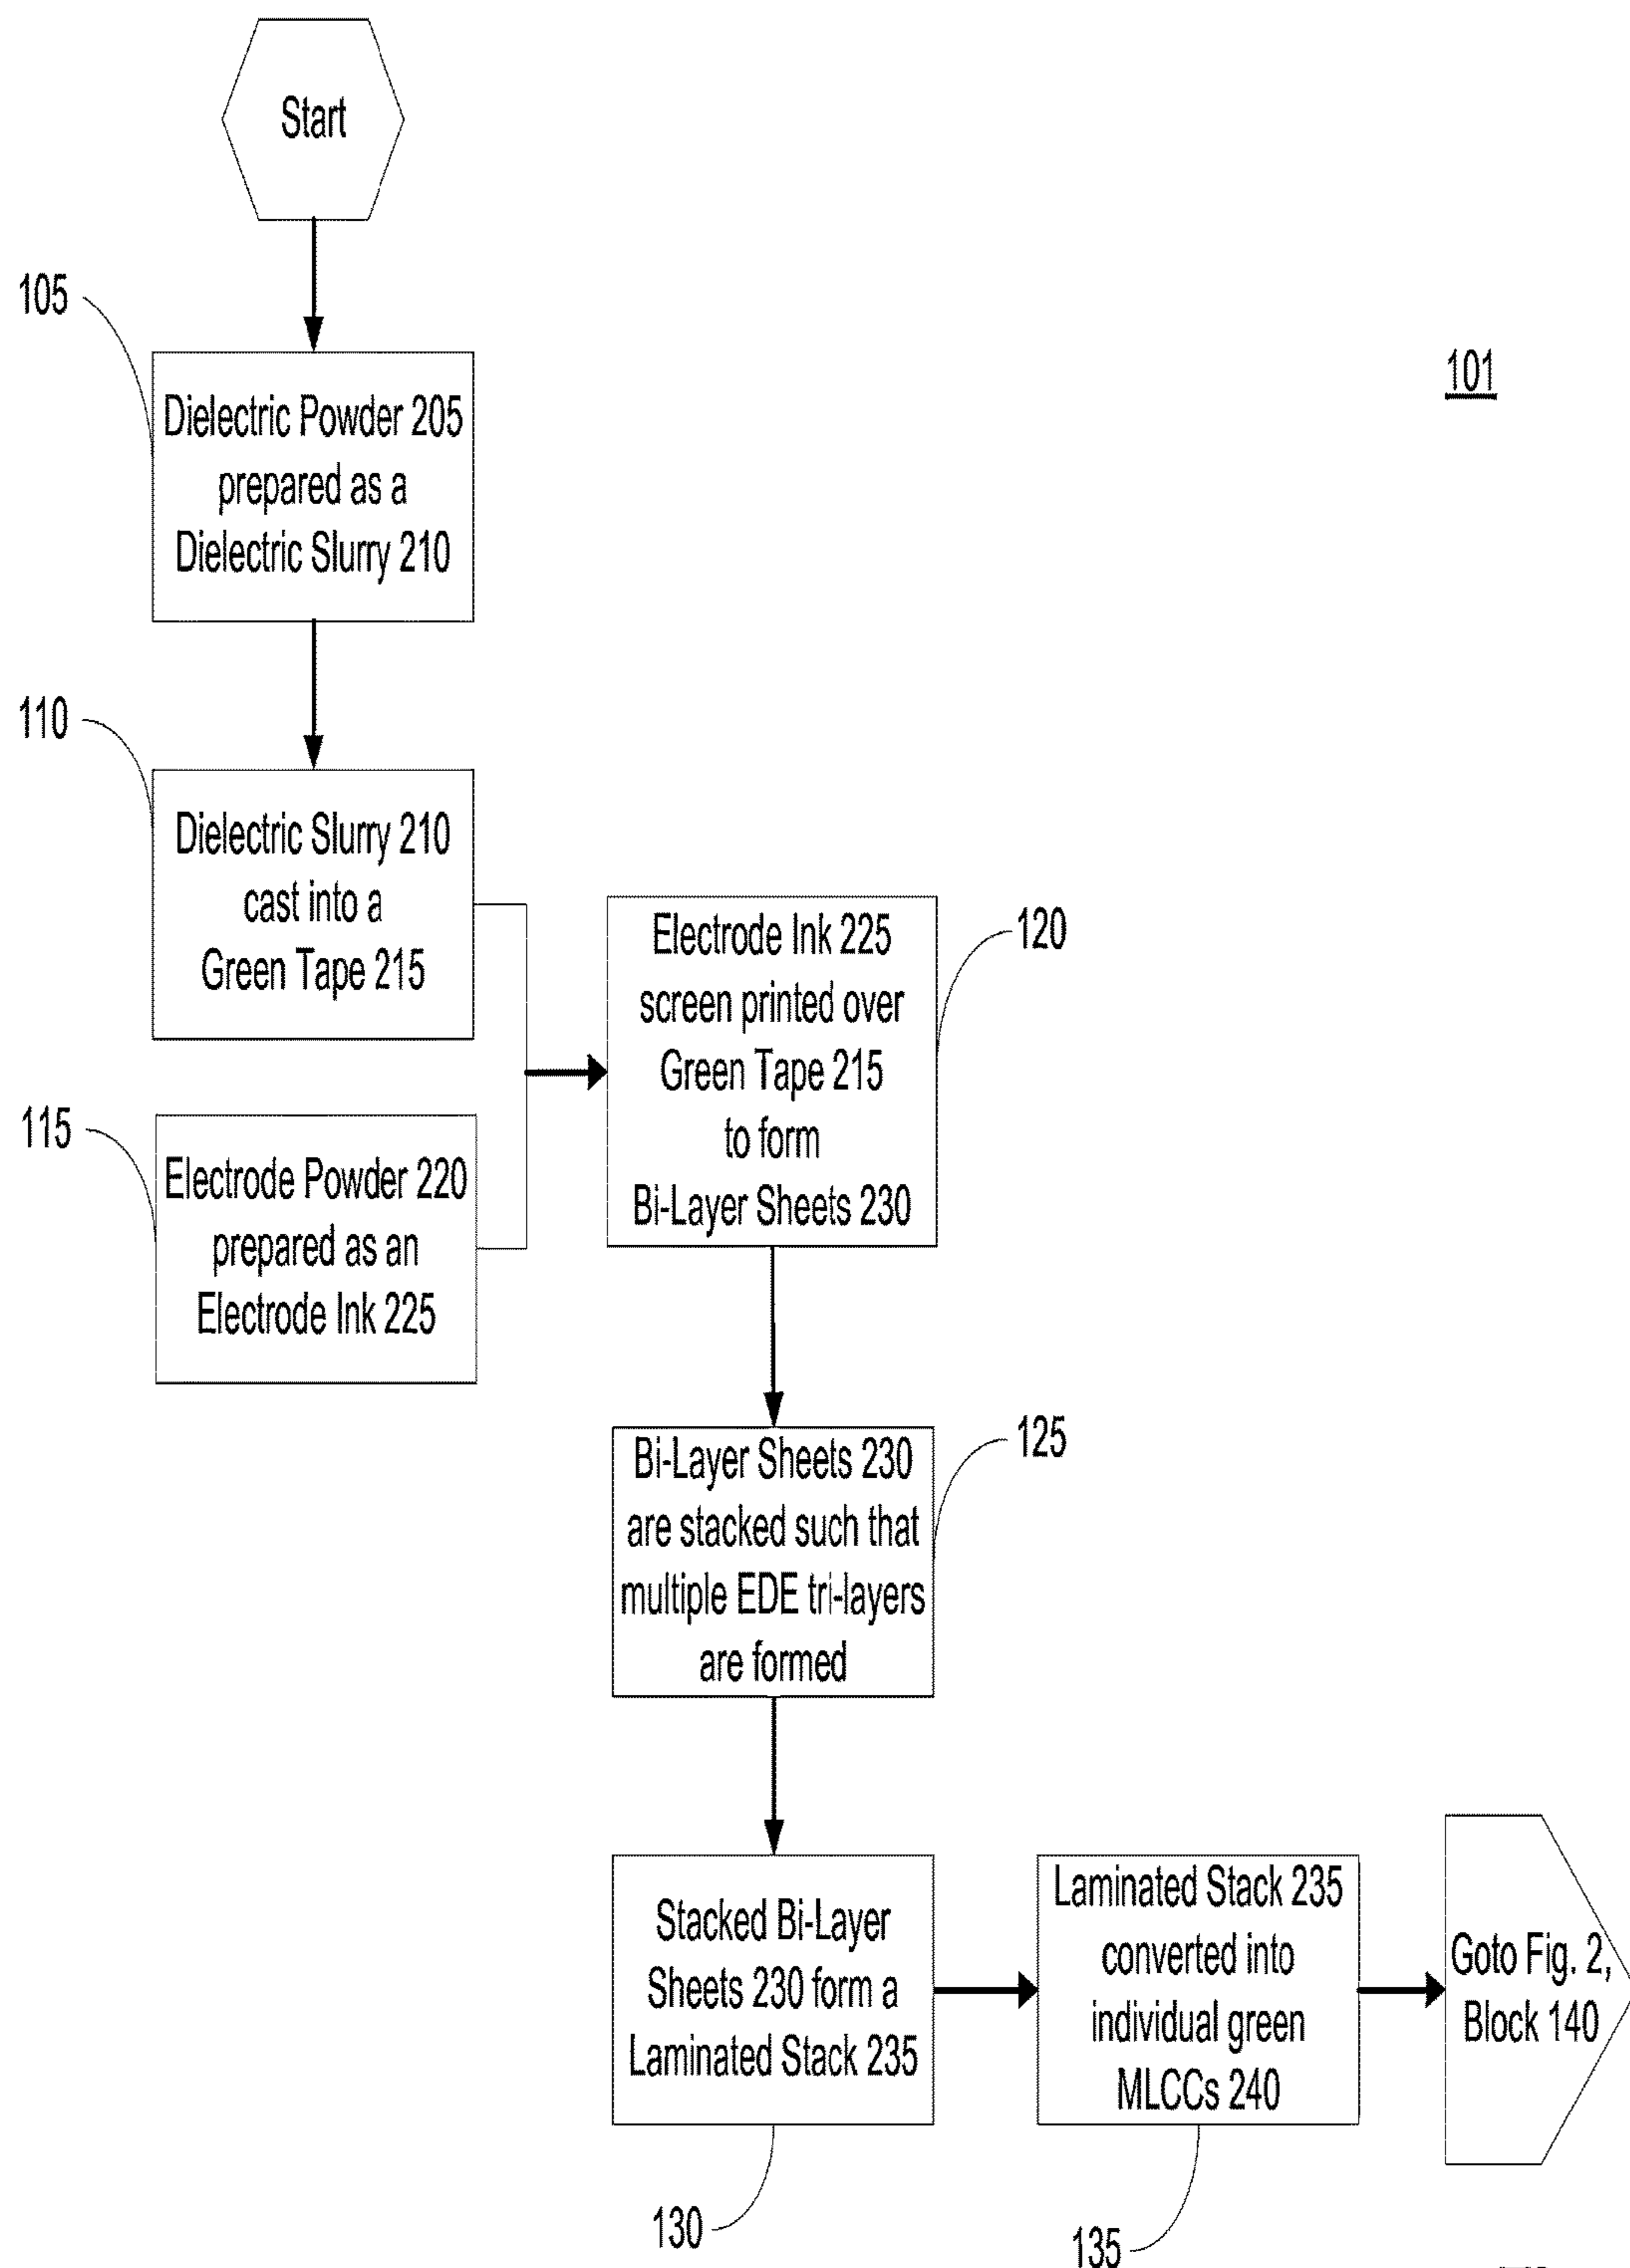 Start
105
101
Dielectric Powder 205
prepared as a
Dielectric Slurry 210
110
Dielectric Slurry 210
cast into a
Green Tape 215
Electrode Ink 225
screen printed over
Green Tape 215
to form
Bi-Layer Sheets 230
120
115
Electrode Powder 220
prepared as an
Electrode Ink 225
Bi-Layer Sheets 230
are stacked such that
multiple EDE tri-layers
are formed
125
Stacked Bi-Layer
Sheets 230 form a
Laminated Stack 235
Laminated Stack 235
converted into
individual green
MLCCs 240
Goto Fig. 2,
Block 140
130
135